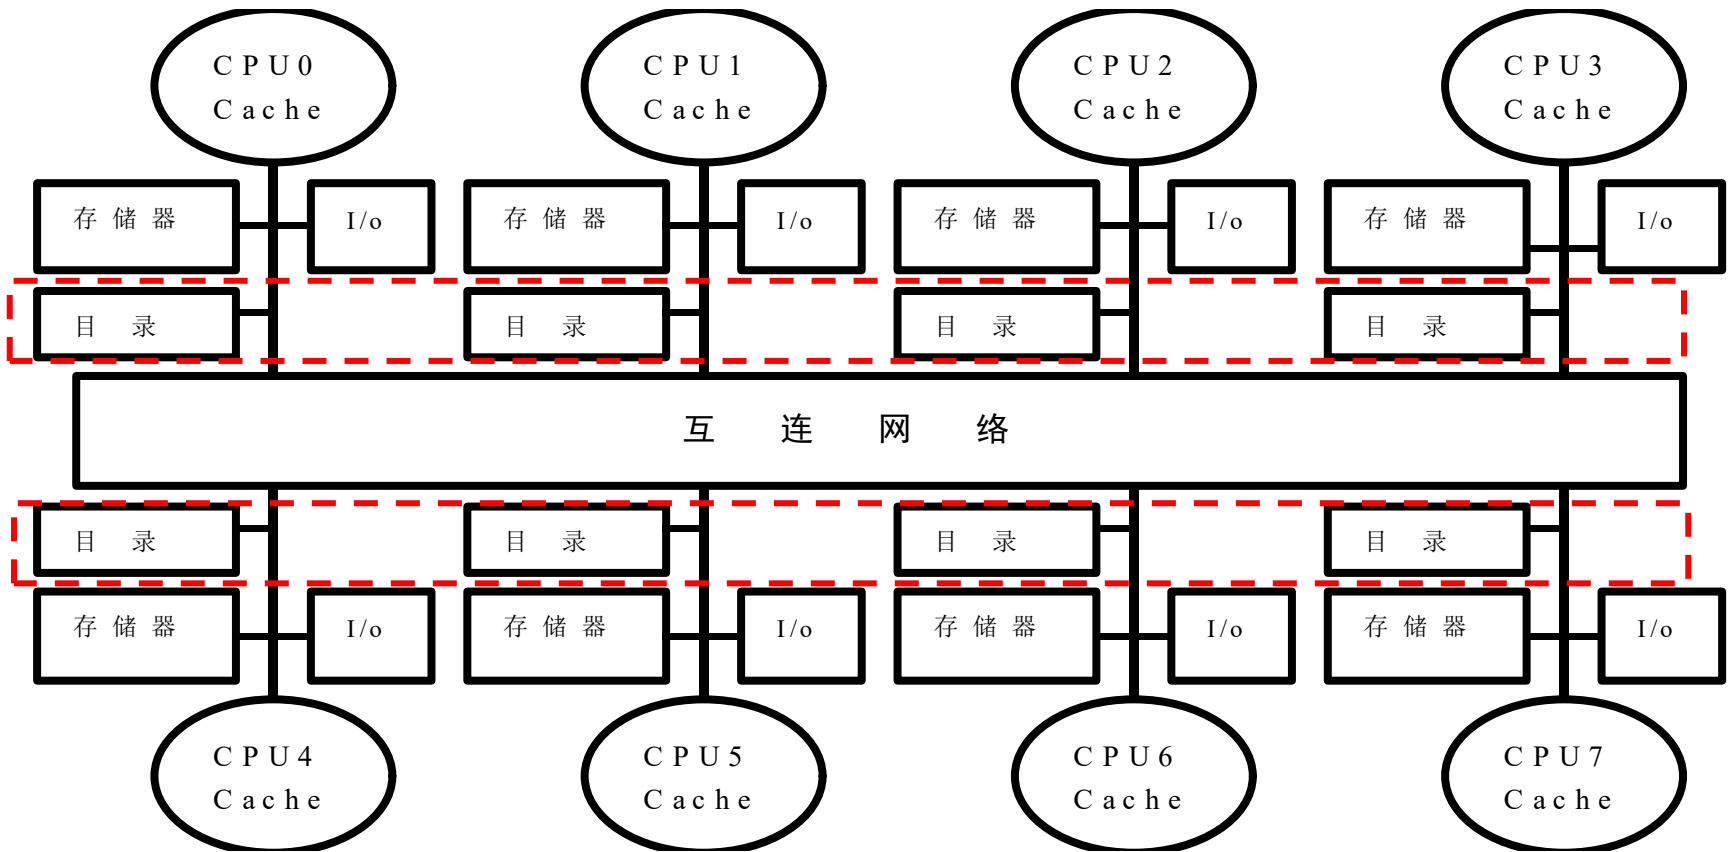 CPU0
Cache
CPU1
Cache
CPU2
Cache
CPU3
Cache
存储器
I/o
存储器
I/o
存储器
I/o
存储器
I/o
目录
目录
目录
目录
互连网络
目录
目录
目录
目录
存储器
I/o
存储器
I/o
存储器
I/o
存储器
I/o
CPU4
Cache
CPU5
Cache
CPU6
Cache
CPU7
Cache